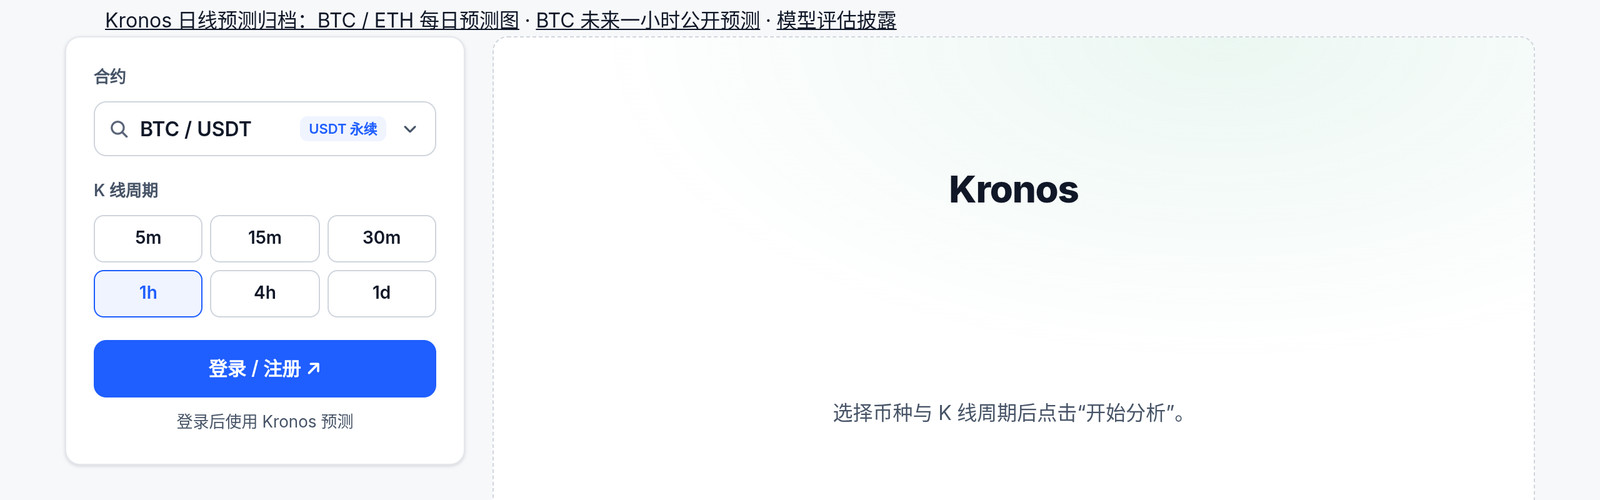 Kronos 日线预测归档：BTC / ETH 每日预测图 · BTC 未来一小时公开预测 · 模型评估披露
合约
BTC / USDT USDT 永续
K 线周期
5m 15m 30m
1h 4h 1d
登录 / 注册 ↗
登录后使用 Kronos 预测
Kronos
选择币种与 K 线周期后点击“开始分析”。